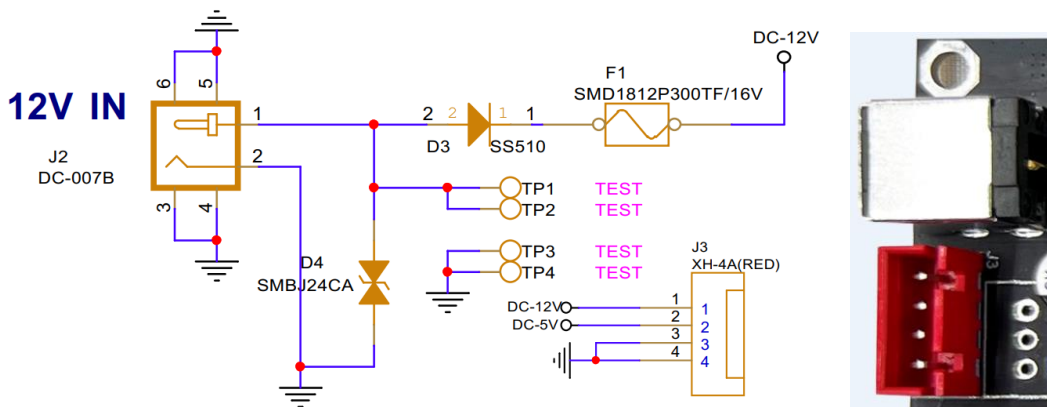 DC-12V
F1
SMD1812P300TF/16V
12V IN
6
5
1
2
2
1
2
1
J2
DC-007B
D3
SS510
3
4
TP1
TEST
TP2
TEST
TP3
TEST
TP4
TEST
D4
SMBJ24CA
J3
XH-4A(RED)
DC-12V
1
1
DC-5V
2
2
3
3
4
4
J3